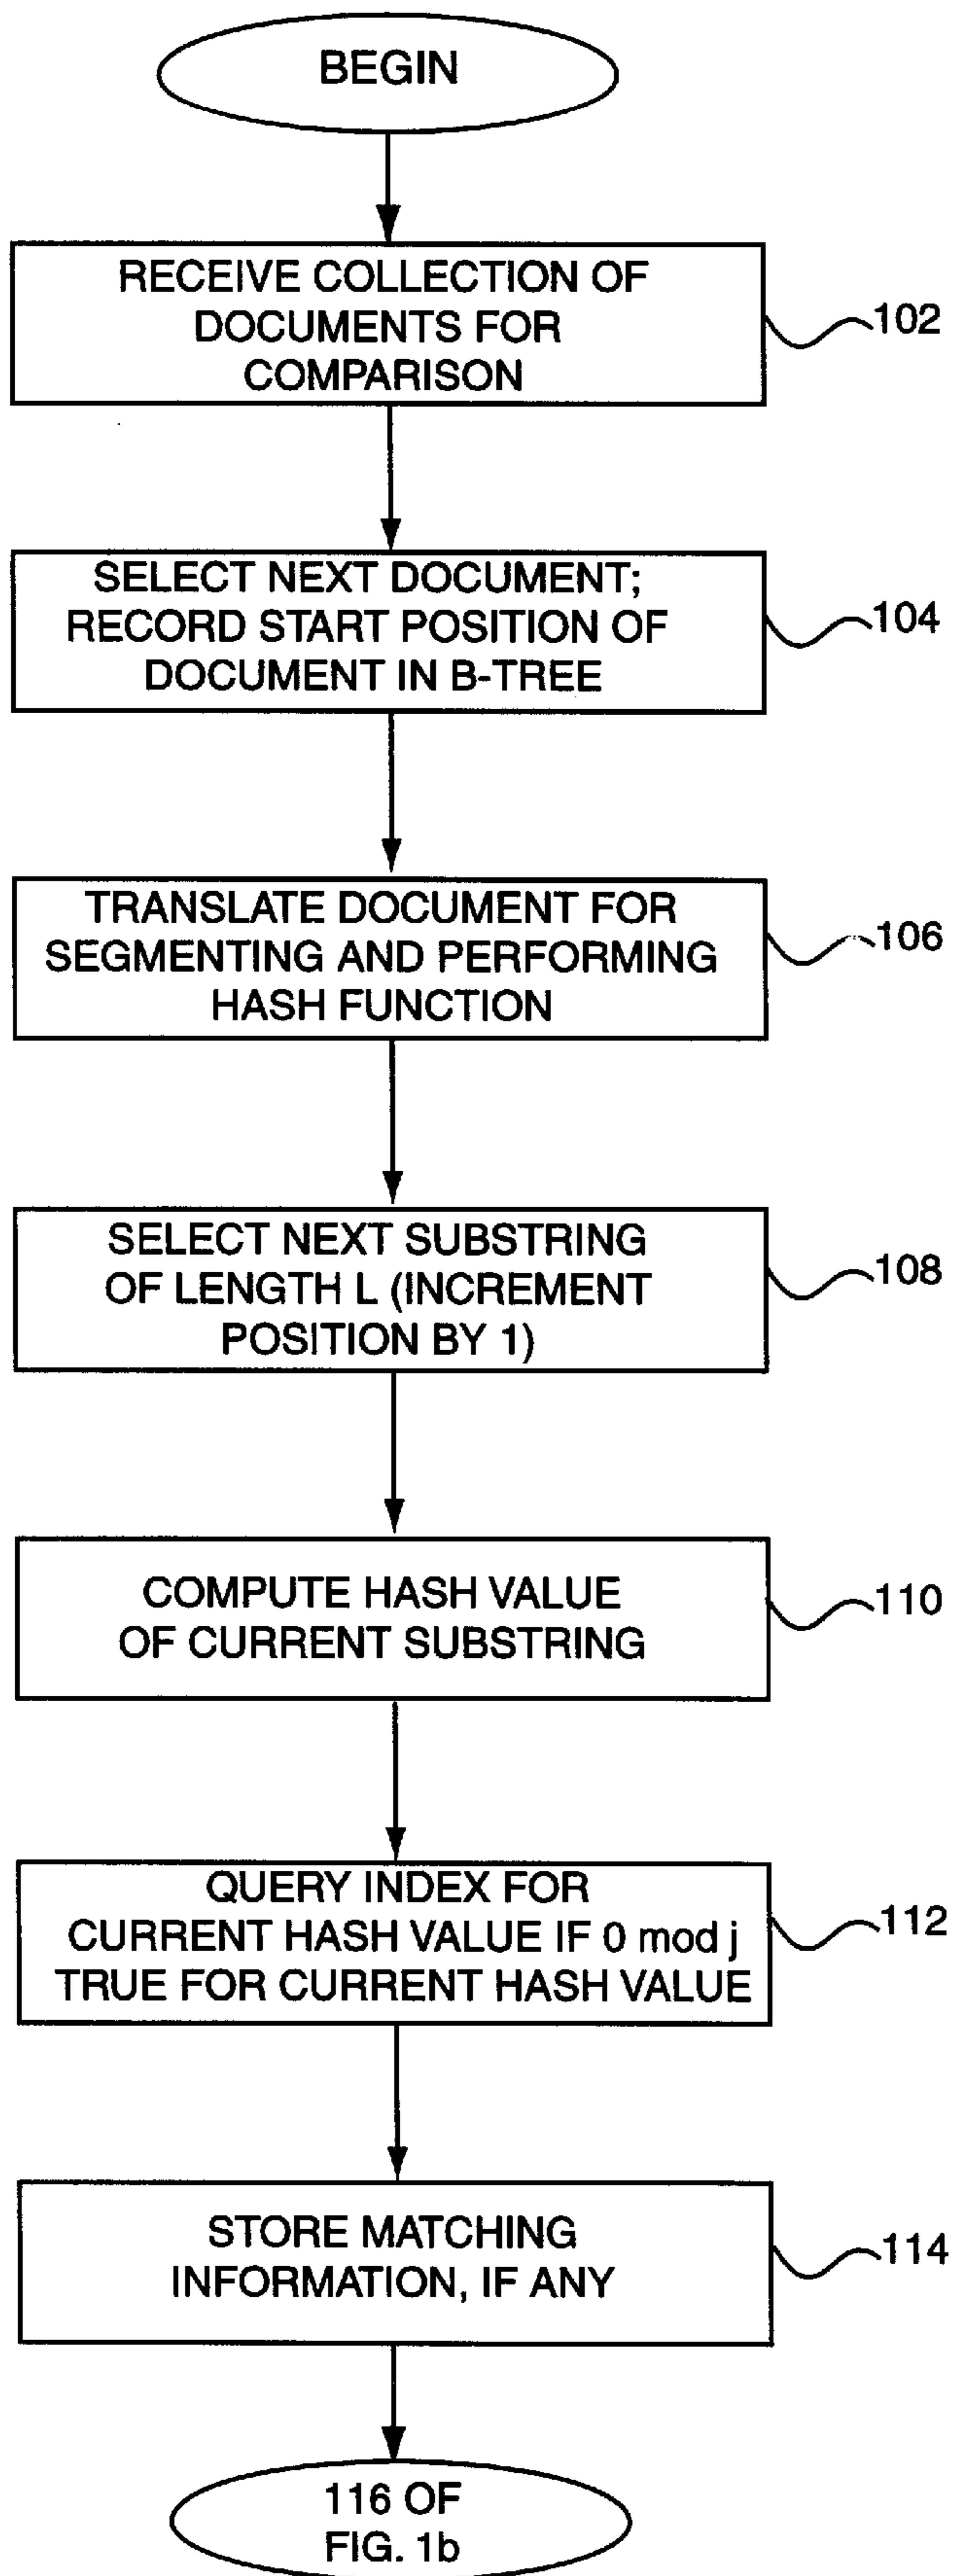 BEGIN
RECEIVE COLLECTION OF
DOCUMENTS FOR
COMPARISON
102
SELECT NEXT DOCUMENT;
RECORD START POSITION OF
DOCUMENT IN B-TREE
104
TRANSLATE DOCUMENT FOR
SEGMENTING AND PERFORMING
HASH FUNCTION
106
SELECT NEXT SUBSTRING
OF LENGTH L (INCREMENT
POSITION BY 1)
108
COMPUTE HASH VALUE
OF CURRENT SUBSTRING
110
QUERY INDEX FOR
CURRENT HASH VALUE IF 0 mod j
TRUE FOR CURRENT HASH VALUE
112
STORE MATCHING
INFORMATION, IF ANY
114
116 OF
FIG. 1b